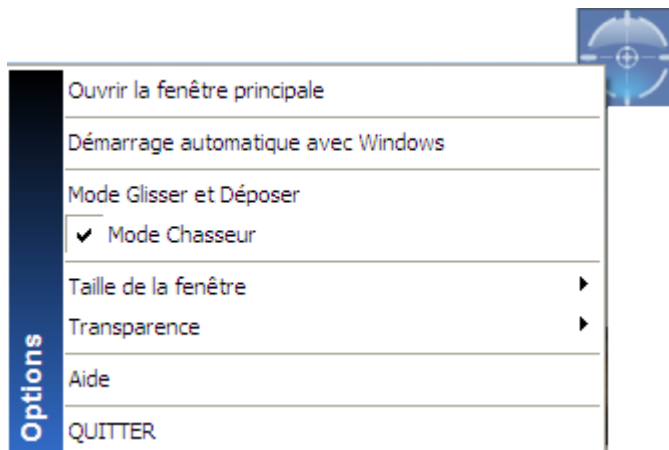 Ouvrir la fenêtre principale
Démarrage automatique avec Windows
Mode Glisser et Déposer
Mode Chasseur
Taille de la fenêtre
Transparence
Aide
QUITTER
Options